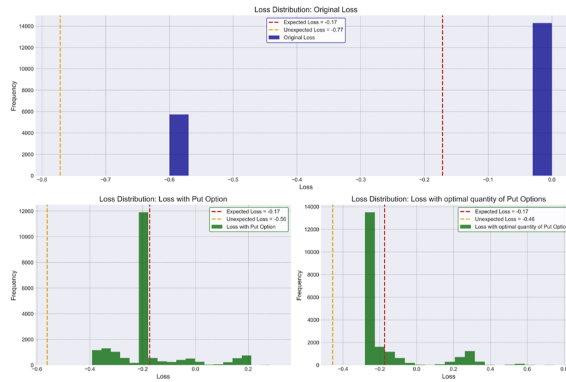 Loss Distribution: Original Loss
Expected Loss = -0.17
Unexpected Loss = -0.77
Original Loss
14000
12000
10000
8000
6000
4000
2000
0
Frequency
−0.8 −0.7 −0.6 −0.5 −0.4 −0.3 −0.2 −0.1 0.0
Loss
Loss Distribution: Loss with Put Option
Expected Loss = -0.17
Unexpected Loss = -0.56
Loss with Put Option
12000
10000
8000
6000
4000
2000
0
Frequency
−0.6 −0.4 −0.2 0.0 0.2
Loss
Loss Distribution: Loss with optimal quantity of Put Options
Expected Loss = -0.17
Unexpected Loss = -0.46
Loss with optimal quantity of Put Optio
14000
12000
10000
8000
6000
4000
2000
0
Frequency
−0.4 −0.2 0.0 0.2 0.4 0.6 0.8
Loss